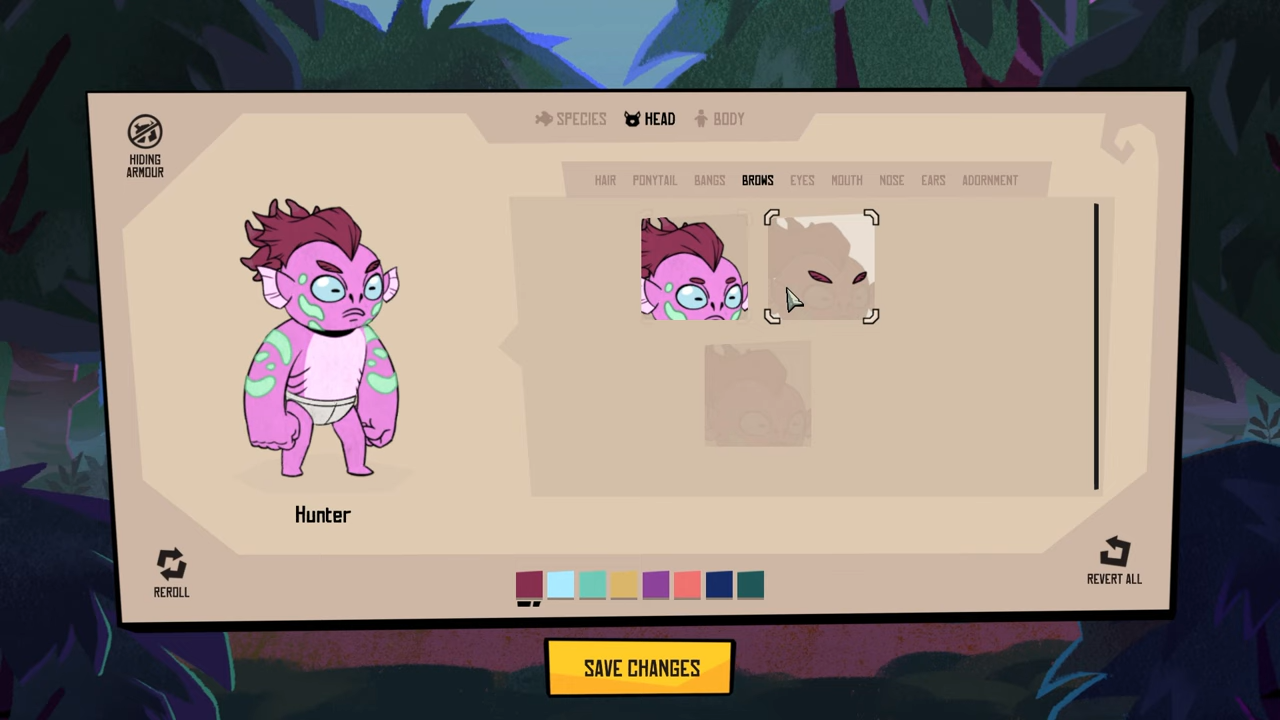 SPECIES HEAD BODY
HIDING
ARMOUR
HAIR PONYTAIL BANGS BROWS EYES MOUTH NOSE EARS ADORNMENT
Hunter
REROLL
REVERT ALL
SAVE CHANGES